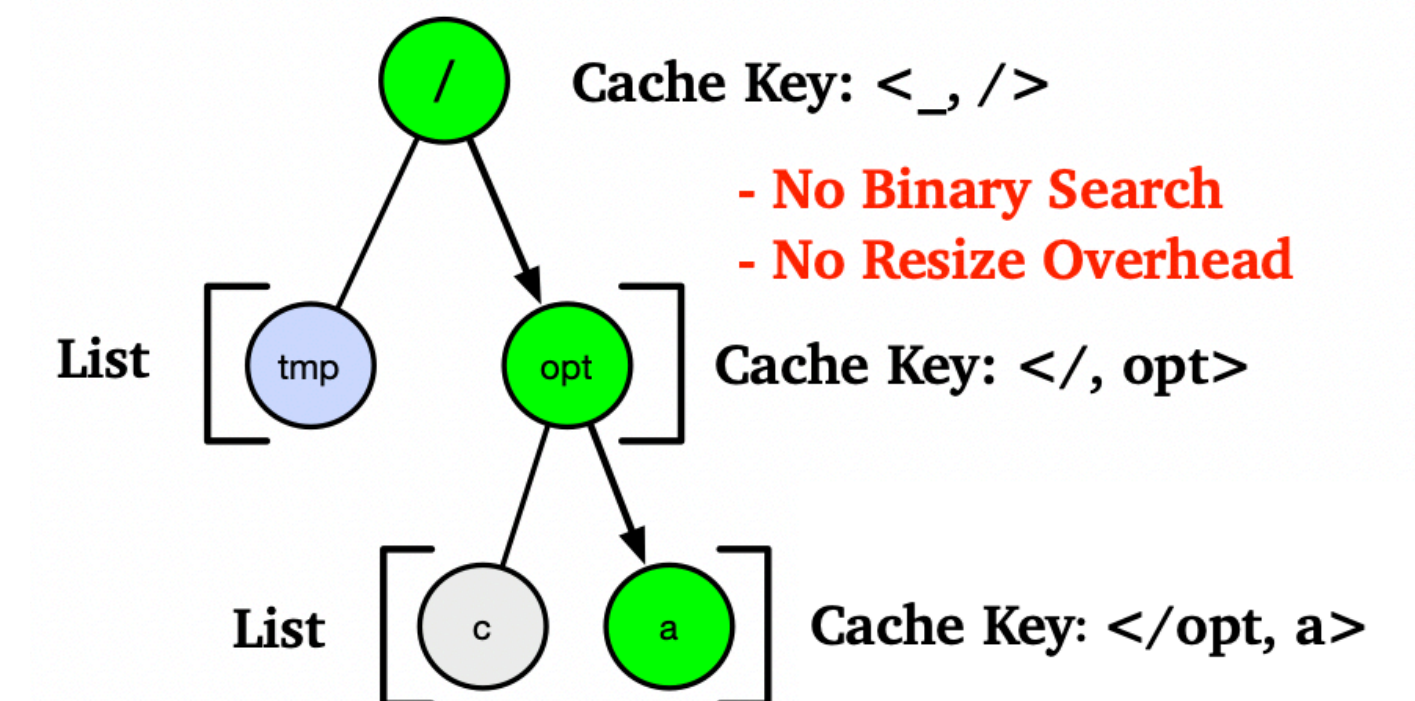 /
Cache Key: <_, />
- No Binary Search
- No Resize Overhead
List
tmp
opt
Cache Key: </, opt>
List
c
a
Cache Key: </opt, a>